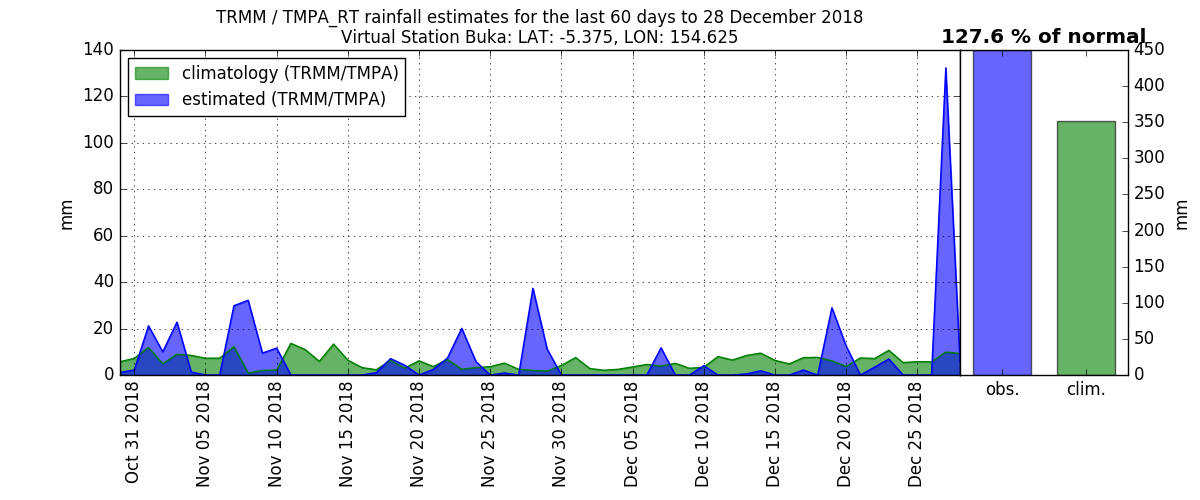 TRMM / TMPA_RT rainfall estimates for the last 60 days to 28 December 2018
Virtual Station Buka: LAT: -5.375, LON: 154.625
127.6 % of normal
climatology (TRMM/TMPA)
estimated (TRMM/TMPA)
mm
140
120
100
80
60
40
20
0
Oct 31 2018
Nov 05 2018
Nov 10 2018
Nov 15 2018
Nov 20 2018
Nov 25 2018
Nov 30 2018
Dec 05 2018
Dec 10 2018
Dec 15 2018
Dec 20 2018
Dec 25 2018
450
400
350
300
250
200
150
100
50
0
mm
obs.
clim.